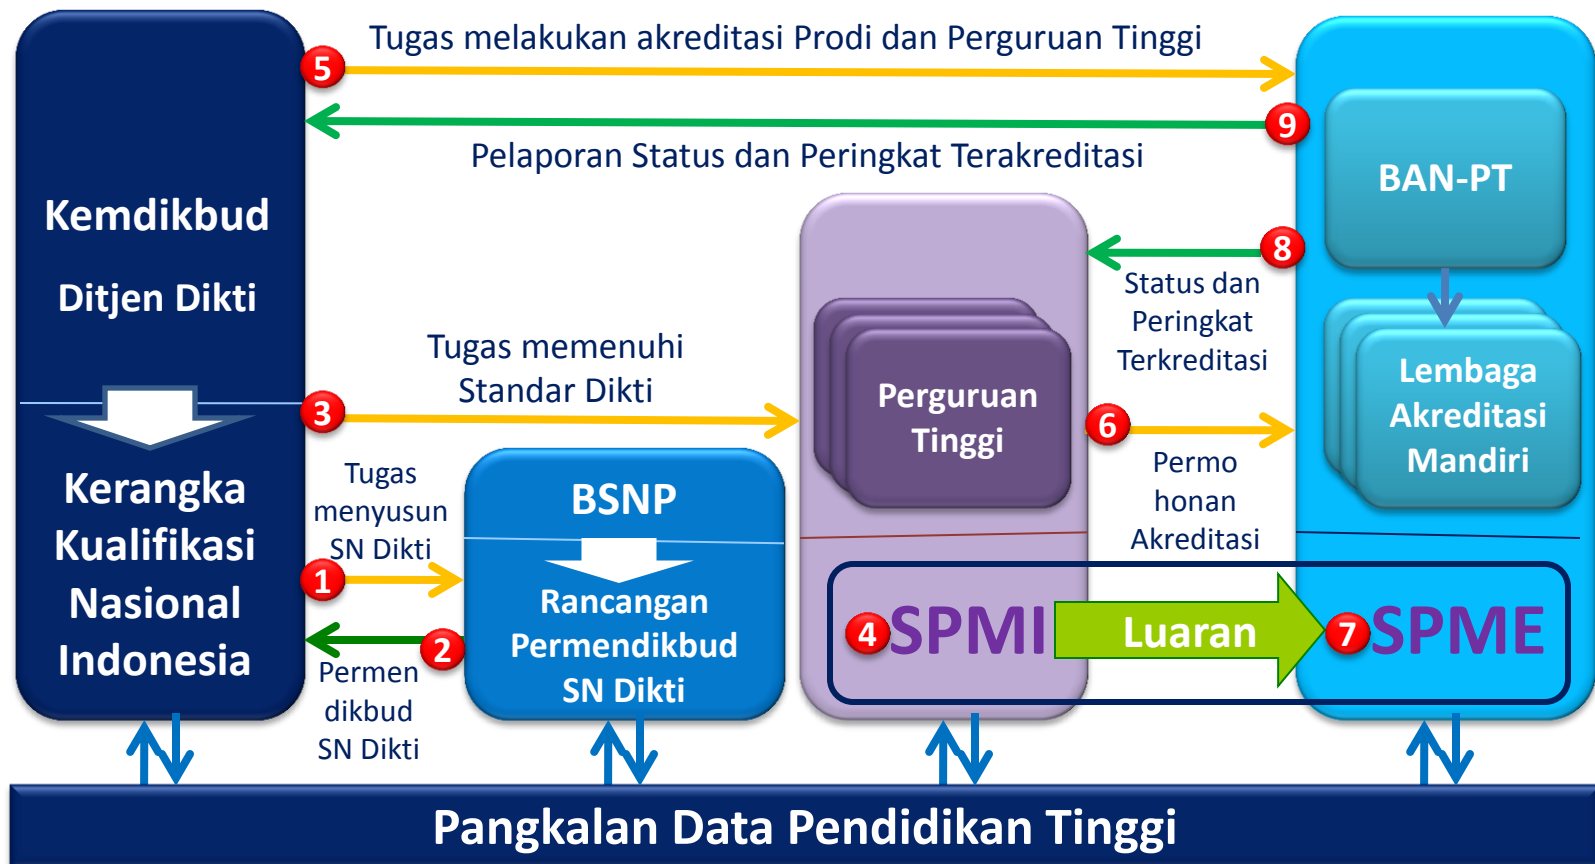 Tugas melakukan akreditasi Prodi dan Perguruan Tinggi
5
9
Pelaporan Status dan Peringkat Terakreditasi
Kemdikbud
Ditjen Dikti
Kerangka
Kualifikasi
Nasional
Indonesia
BAN-PT
8
Status dan
Peringkat
Terkreditasi
Lembaga
Akreditasi
Mandiri
Tugas memenuhi
Standar Dikti
3
Perguruan
Tinggi
6
Permo
honan
Akreditasi
Tugas
menyusun
SN Dikti
1
2
Permen
dikbud
SN Dikti
BSNP
Rancangan
Permendikbud
SN Dikti
4
SPMI
Luaran
7
SPME
Pangkalan Data Pendidikan Tinggi